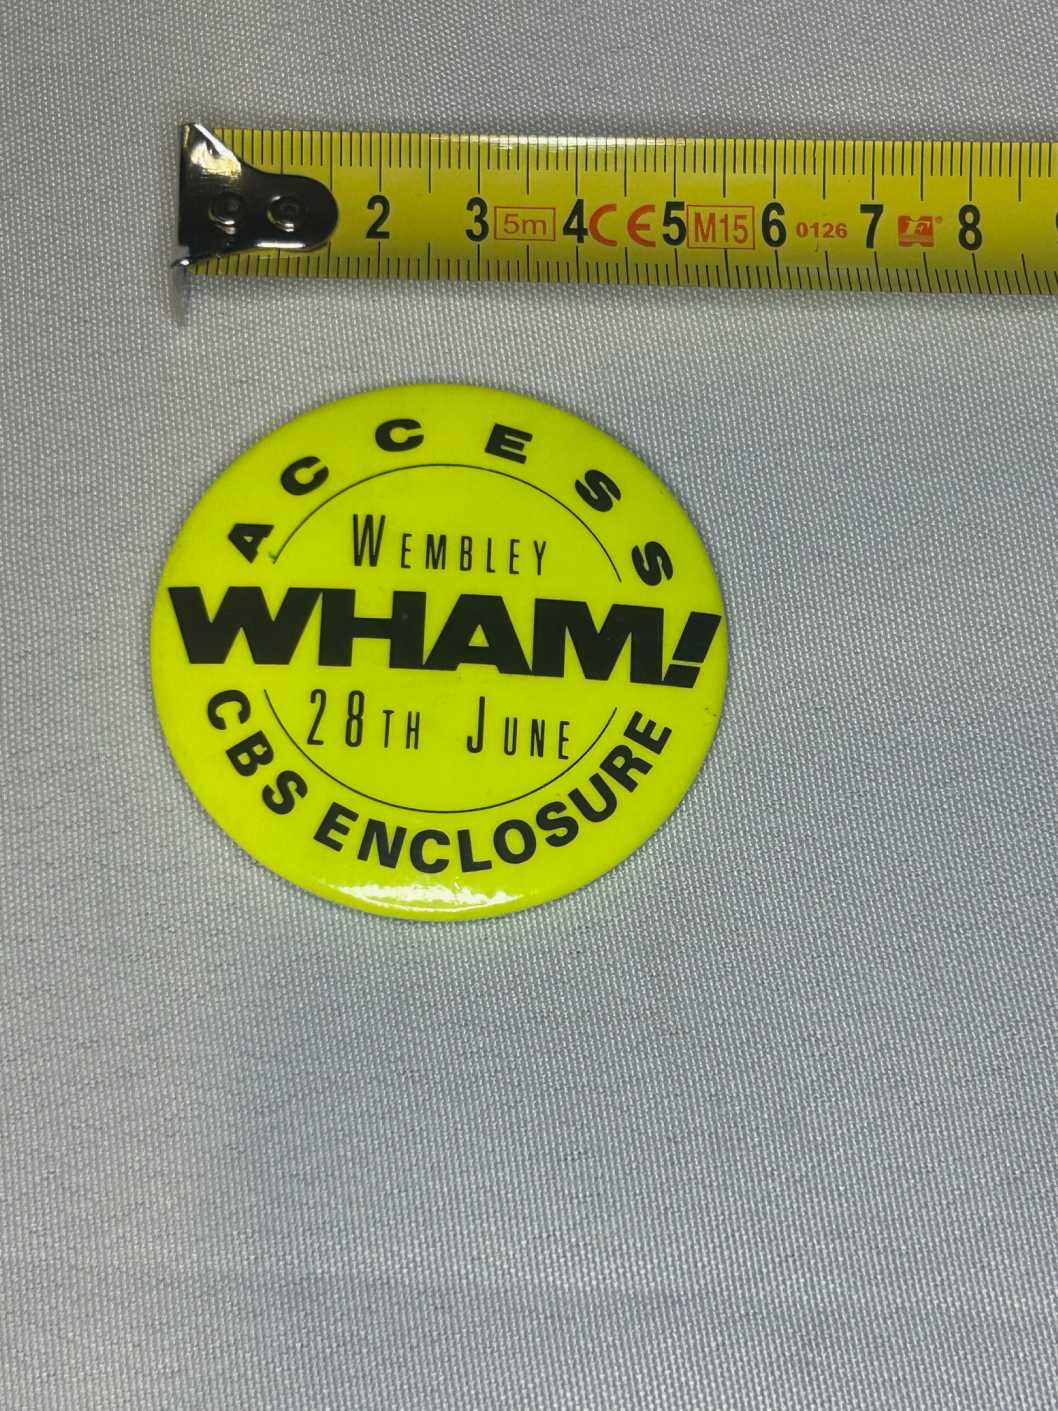 2 3 5m 4 CE 5 M15 6 0126 7 8
ACCESS
WEMBLEY
WHAM!
28TH JUNE
CBS ENCLOSURE